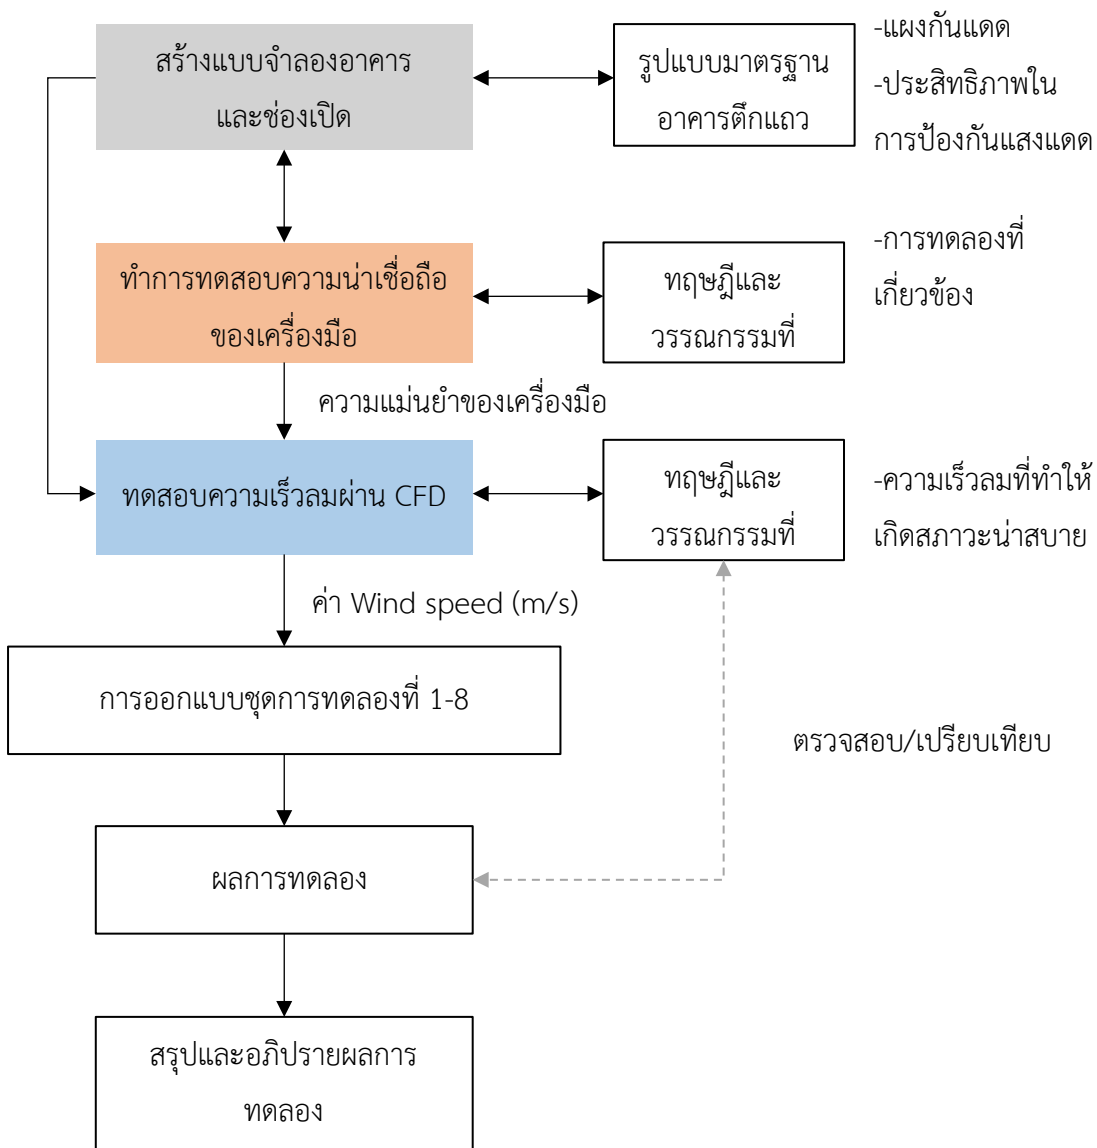 สร้างแบบจำลองอาคาร
และช่องเปิด
รูปแบบมาตรฐาน
อาคารตึกแถว
-แผงกันแดด
-ประสิทธิภาพใน
การป้องกันแสงแดด
ทำการทดสอบความน่าเชื่อถือ
ของเครื่องมือ
ทฤษฎีและ
วรรณกรรมที่
-การทดลองที่
เกี่ยวข้อง
ความแม่นยำของเครื่องมือ
ทดสอบความเร็วลมผ่าน CFD
ทฤษฎีและ
วรรณกรรมที่
-ความเร็วลมที่ทำให้
เกิดสภาวะน่าสบาย
ค่า Wind speed (m/s)
การออกแบบชุดการทดลองที่ 1-8
ตรวจสอบ/เปรียบเทียบ
ผลการทดลอง
สรุปและอภิปรายผลการ
ทดลอง